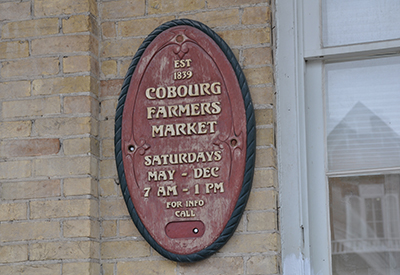 EST
1839
COBOURG
FARMERS
MARKET
SATURDAYS
MAY - DEC
7 AM - 1 PM
FOR INFO
CALL